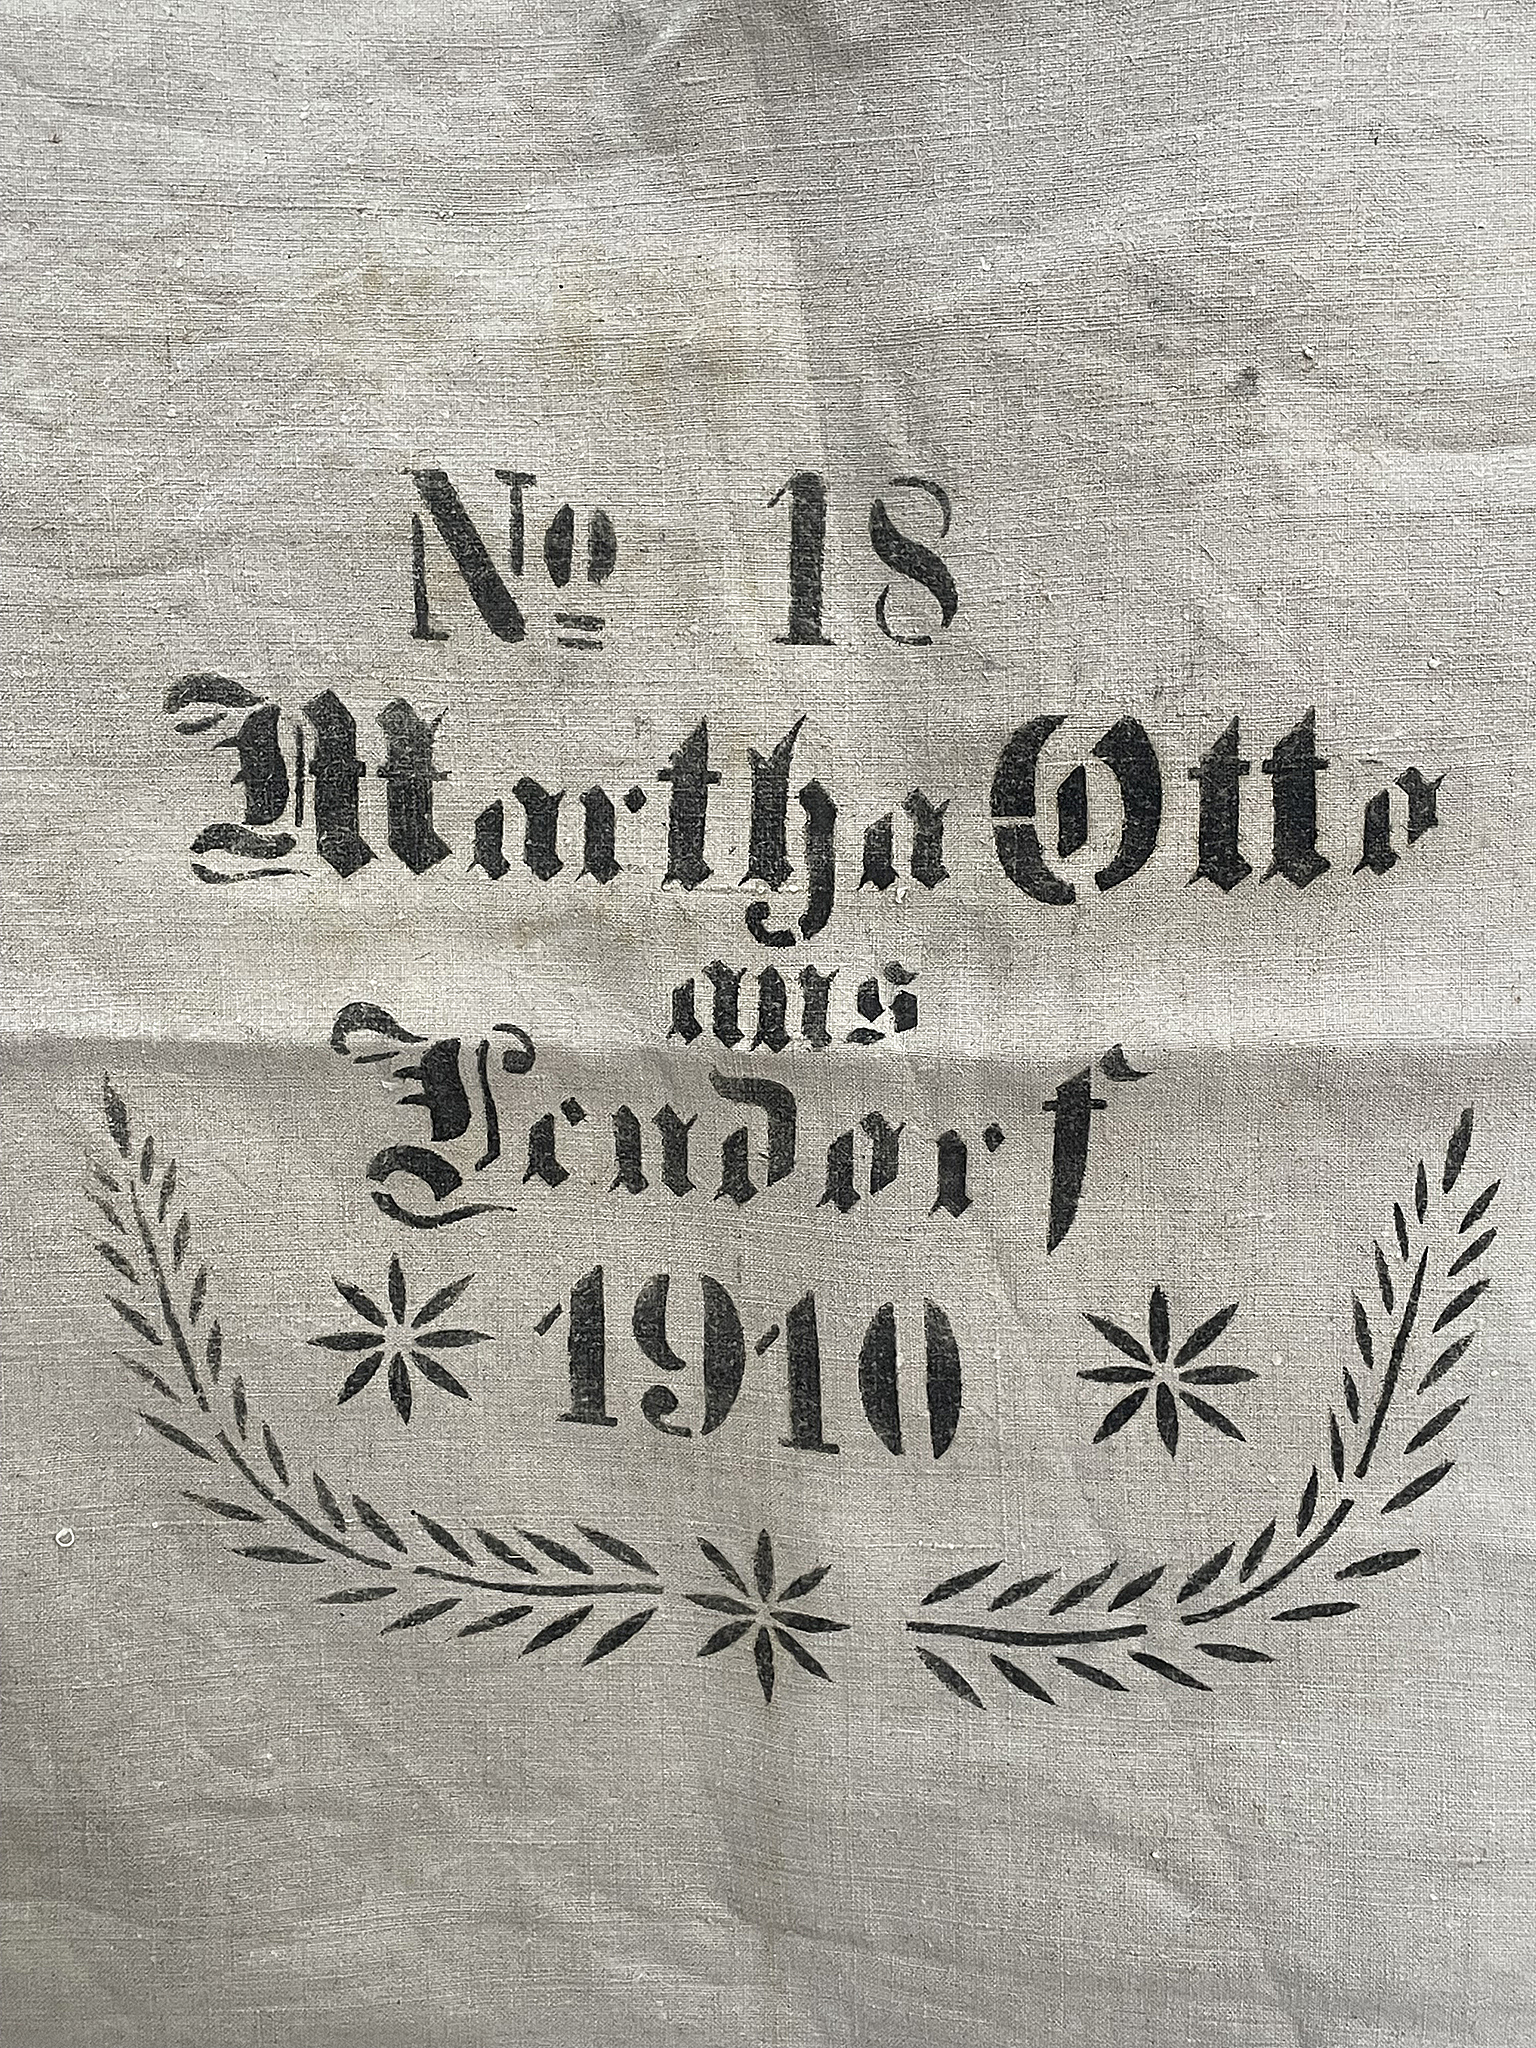 No 18
Martha Otto
aus
Lendorf
1910